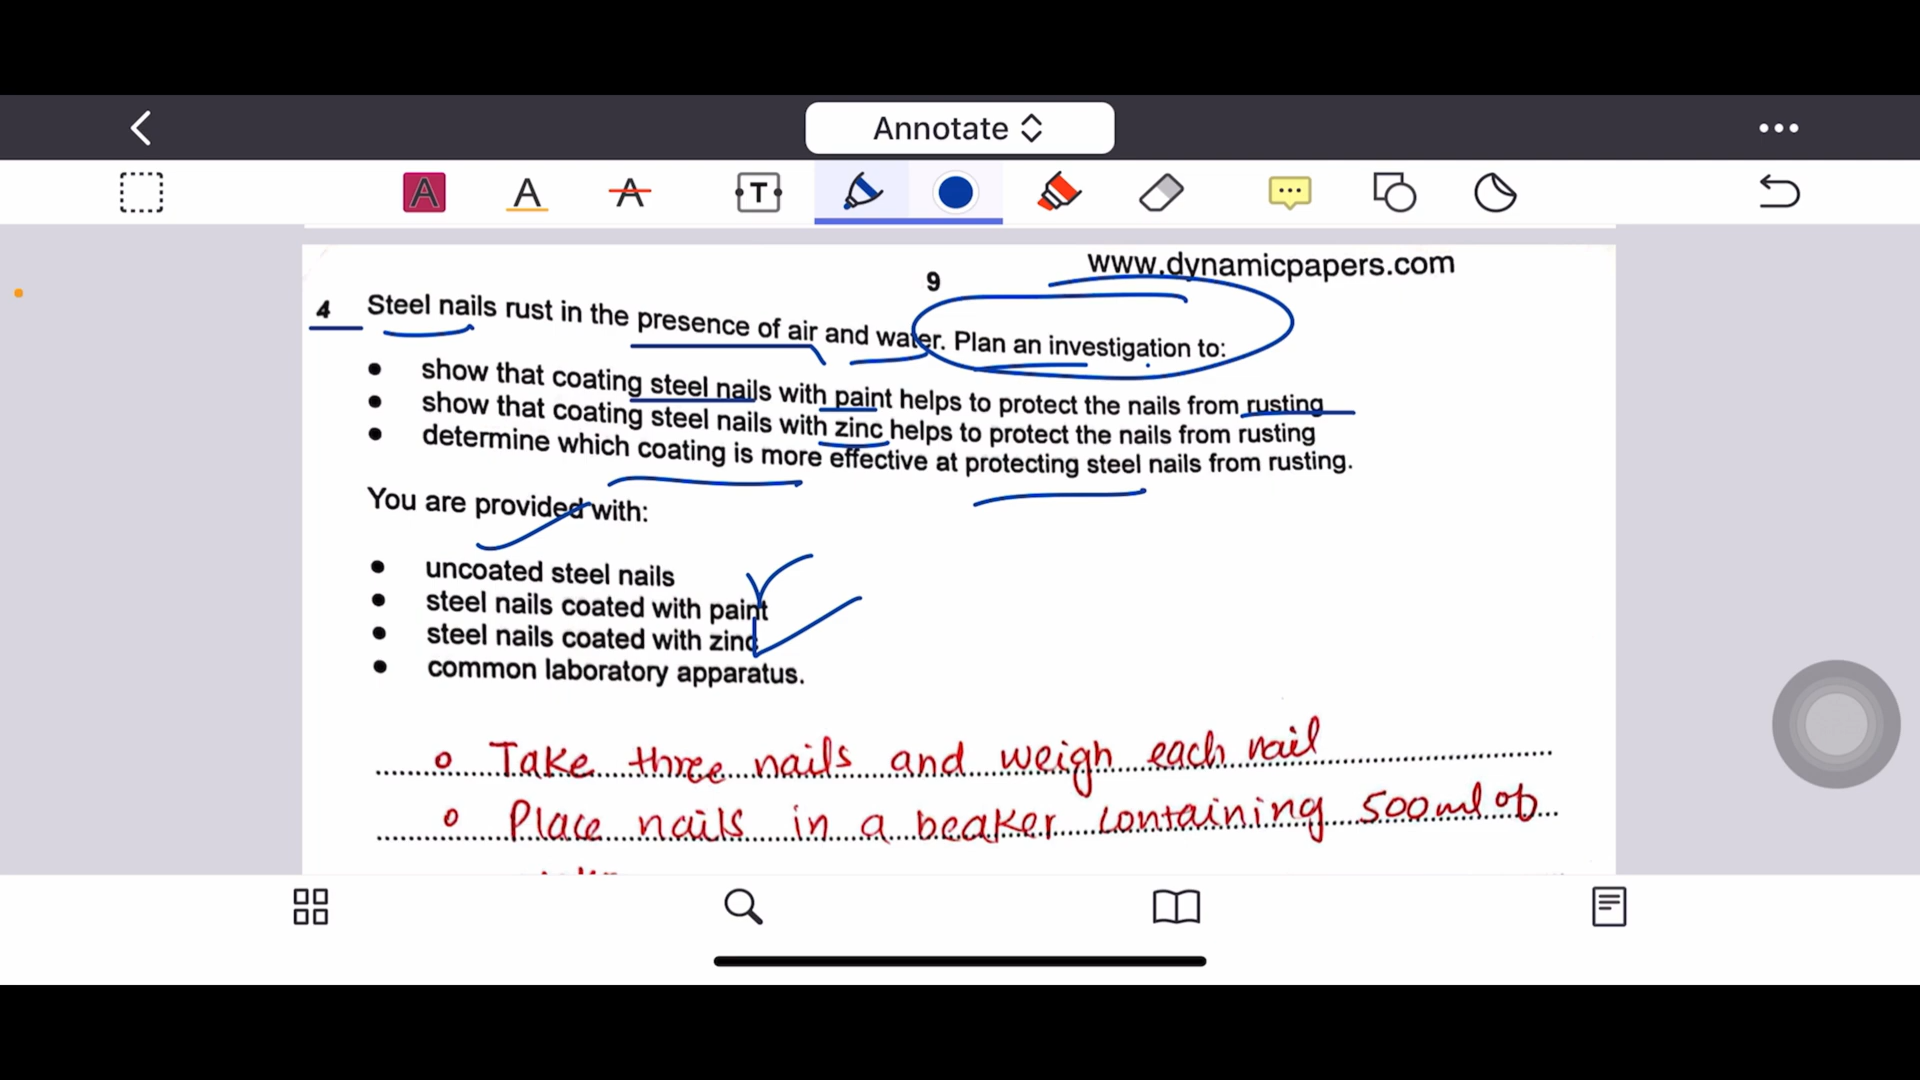 Annotate
A A A T
www.dynamicpapers.com
9
4 Steel nails rust in the presence of air and water. Plan an investigation to:
• show that coating steel nails with paint helps to protect the nails from rusting
• show that coating steel nails with zinc helps to protect the nails from rusting
• determine which coating is more effective at protecting steel nails from rusting.
You are provided with:
• uncoated steel nails
• steel nails coated with paint
• steel nails coated with zinc
• common laboratory apparatus.
o Take three nails and weigh each nail
o Place nails in a beaker containing 500ml of